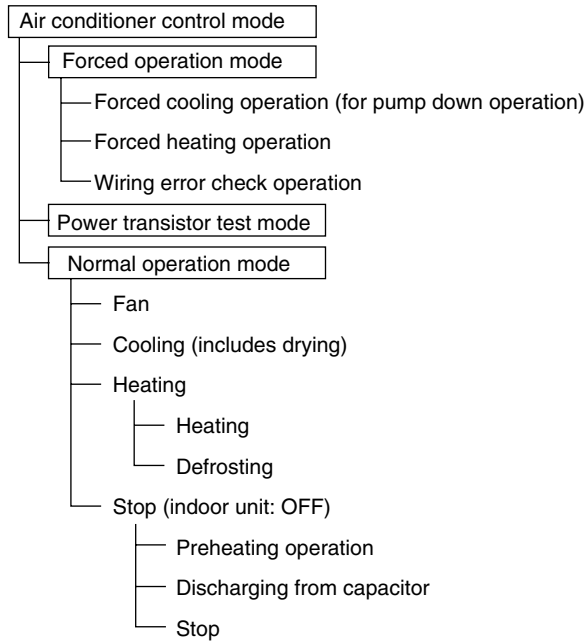 Air conditioner control mode
Forced operation mode
Forced cooling operation (for pump down operation)
Forced heating operation
Wiring error check operation
Power transistor test mode
Normal operation mode
Fan
Cooling (includes drying)
Heating
Heating
Defrosting
Stop (indoor unit: OFF)
Preheating operation
Discharging from capacitor
Stop